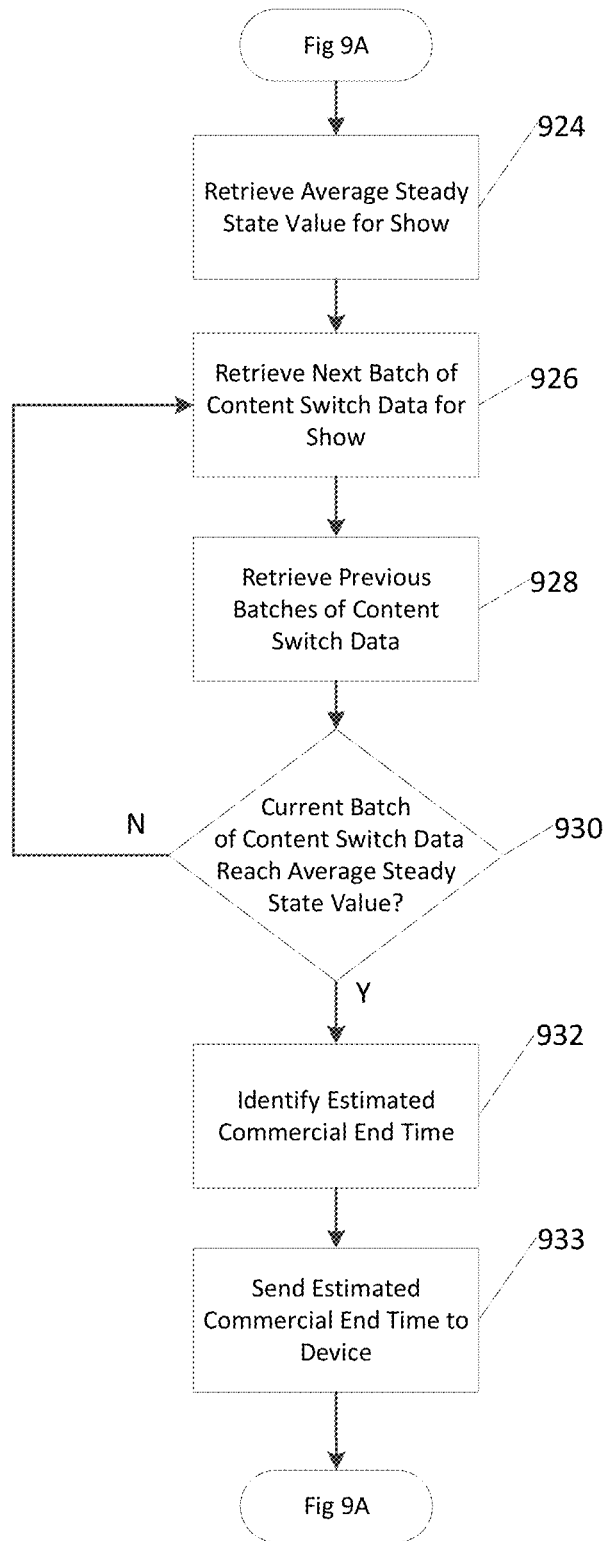 Fig 9A
924
Retrieve Average Steady
State Value for Show
926
Retrieve Next Batch of
Content Switch Data for
Show
928
Retrieve Previous
Batches of Content
Switch Data
N
Current Batch
of Content Switch Data
Reach Average Steady
State Value?
930
Y
932
Identify Estimated
Commercial End Time
933
Send Estimated
Commercial End Time to
Device
Fig 9A